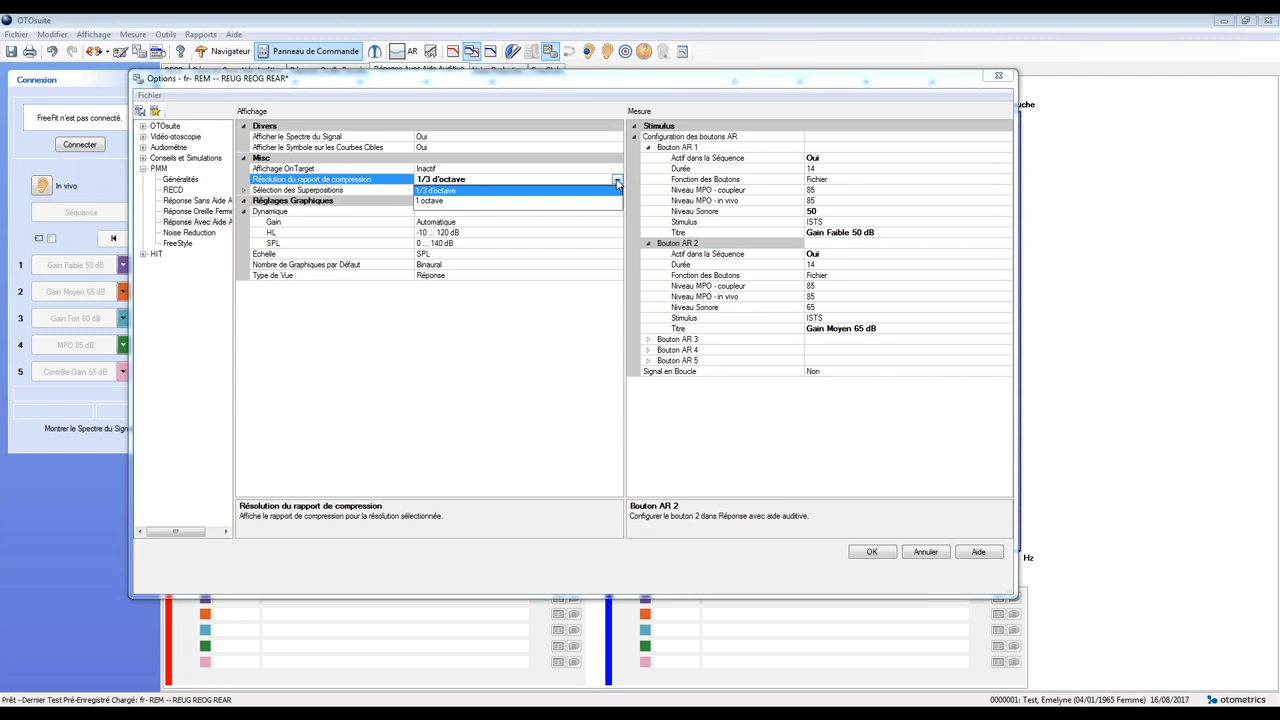 OTOsuite
Fichier Modifier Affichage Mesure Outils Rapports Aide
Navigateur Panneau de Commande AR
Options - fr- REM -- REUG REOG REAR*
Fichier
Connexion
FreeFit n'est pas connecté.
Connecter
In vivo
Séquence
1 Gain Faible 50 dB
2 Gain Moyen 65 dB
3 Gain Fort 80 dB
4 MPO 85 dB
5 Contrôle Gain 65 dB
Montrer le Spectre du Sign
OTOsuite
Vidéo-otoscopie
Audiométrie
Conseils et Simulations
PMM
Généralités
RECD
Réponse Sans Aide A
Réponse Oreille Ferme
Réponse Avec Aide A
Noise Reduction
FreeStyle
HIT
Affichage
Divers
Afficher le Spectre du Signal Oui
Afficher le Symbole sur les Courbes Cibles Oui
Misc
Affichage OnTarget Inactif
Résolution du rapport de compression 1/3 d'octave
Sélection des Superpositions 1/3 d'octave
Réglages Graphiques 1 octave
Dynamique
Gain Automatique
HL -10 ... 120 dB
SPL 0 ... 140 dB
Echelle SPL
Nombre de Graphiques par Défaut Binaural
Type de Vue Réponse
Résolution du rapport de compression
Affiche le rapport de compression pour la résolution sélectionnée.
Mesure
Stimulus
Configuration des boutons AR
Bouton AR 1
Actif dans la Séquence Oui
Durée 14
Fonction des Boutons Fichier
Niveau MPO - coupleur 85
Niveau MPO - in vivo 85
Niveau Sonore 50
Stimulus ISTS
Titre Gain Faible 50 dB
Bouton AR 2
Actif dans la Séquence Oui
Durée 14
Fonction des Boutons Fichier
Niveau MPO - coupleur 85
Niveau MPO - in vivo 85
Niveau Sonore 65
Stimulus ISTS
Titre Gain Moyen 65 dB
Bouton AR 3
Bouton AR 4
Bouton AR 5
Signal en Boucle Non
Bouton AR 2
Configurer le bouton 2 dans Réponse avec aide auditive.
OK Annuler Aide
uche
Hz
Prêt - Dernier Test Pré-Enregistré Chargé: fr- REM -- REUG REOG REAR
0000001: Test, Emelyne (04/01/1965 Femme) 16/08/2017 otometrics